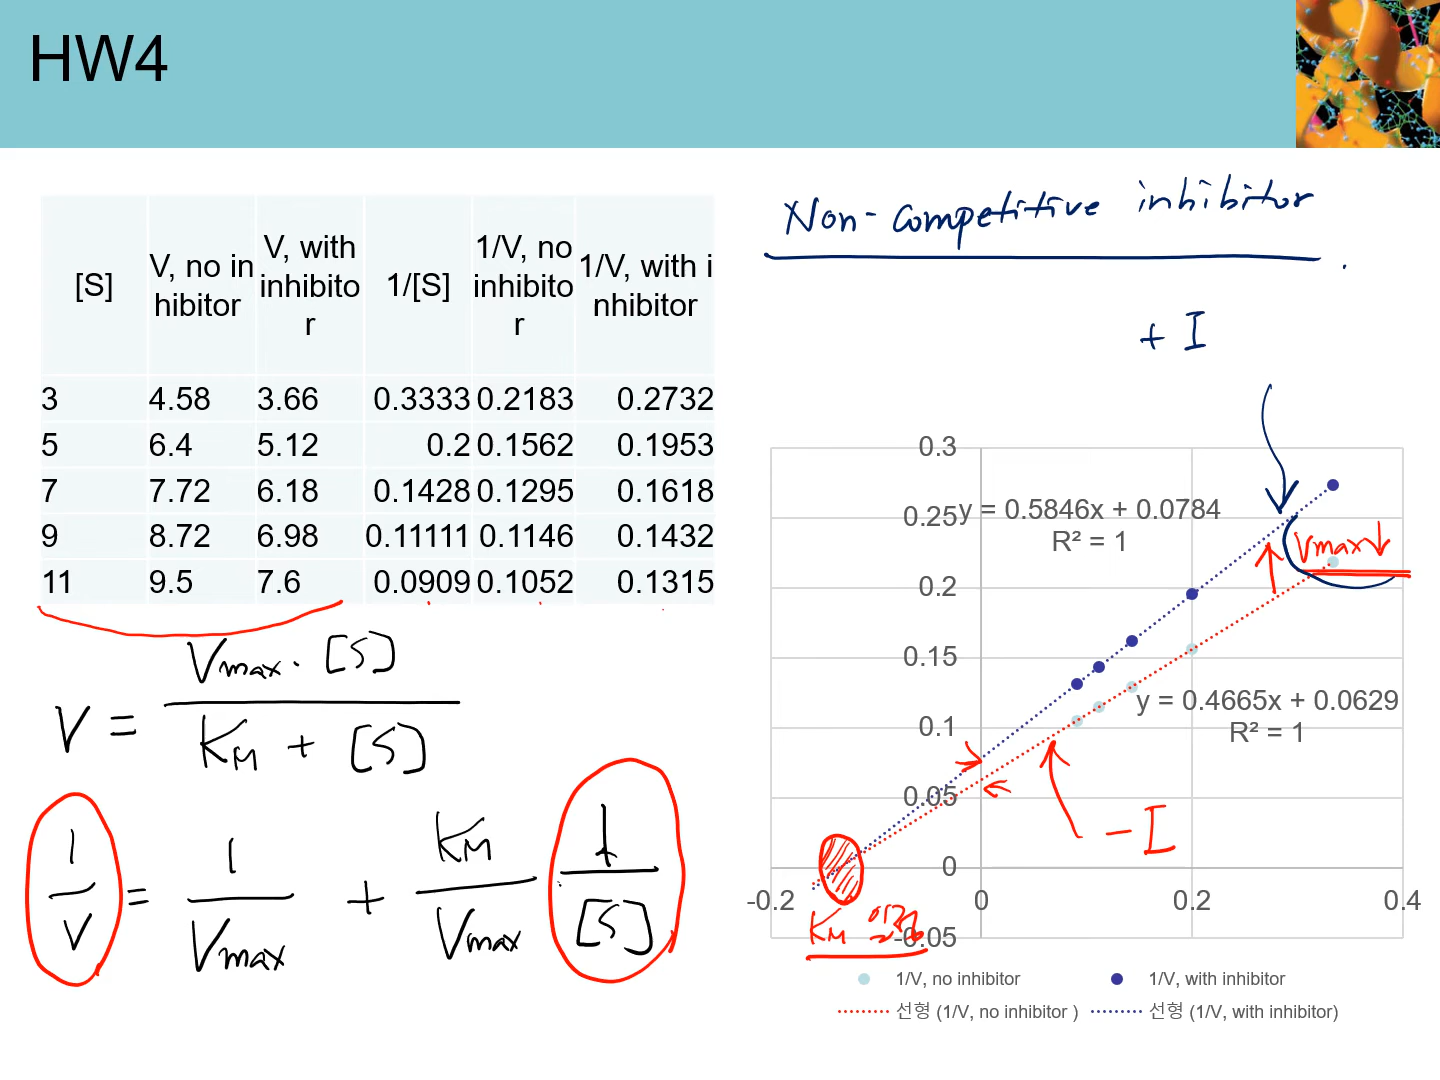 HW4
[S] V, no inhibitor V, with inhibitor 1/[S] 1/V, no inhibitor 1/V, with inhibitor
3 4.58 3.66 0.3333 0.2183 0.2732
5 6.4 5.12 0.2 0.1562 0.1953
7 7.72 6.18 0.1428 0.1295 0.1618
9 8.72 6.98 0.11111 0.1146 0.1432
11 9.5 7.6 0.0909 0.1052 0.1315
V = Vmax · [S] / KM + [S]
1/V = 1/Vmax + KM/Vmax 1/[S]
Non-competitive inhibitor
+ I
0.3
0.25
0.2
0.15
0.1
0.05
0
-0.05
-0.2 0 0.2 0.4
y = 0.5846x + 0.0784
R² = 1
Vmax↓
y = 0.4665x + 0.0629
R² = 1
- I
KM
1/V, no inhibitor 1/V, with inhibitor
선형 (1/V, no inhibitor ) 선형 (1/V, with inhibitor)